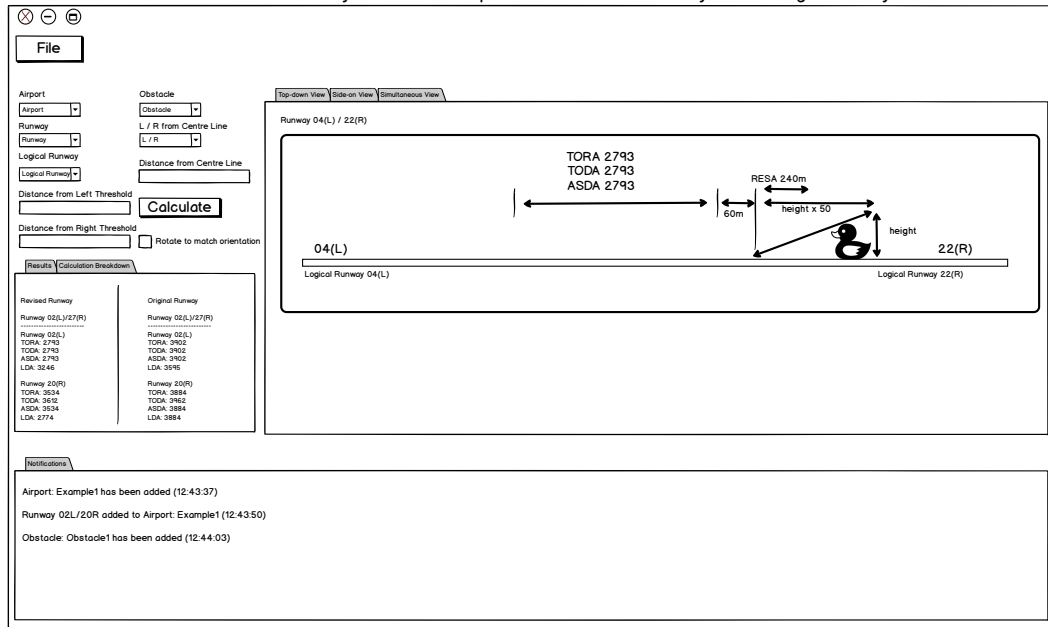 File
Airport
Obstacle
Airport
Obstacle
Runway
L / R from Centre Line
Runway
L / R
Logical Runway
Distance from Centre Line
Logical Runway
Distance from Left Threshold
Calculate
Distance from Right Threshold
Rotate to match orientation
Results
Calculation Breakdown
Revised Runway
Runway 02(L)/27(R)
------------------------
Runway 02(L)
TORA: 2793
TODA: 2793
ASDA: 2793
LDA: 3246
Runway 20(R)
TORA: 3534
TODA: 3612
ASDA: 3534
LDA: 2774
Original Runway
Runway 02(L)/27(R)
------------------------
Runway 02(L)
TORA: 3902
TODA: 3902
ASDA: 3902
LDA: 3595
Runway 20(R)
TORA: 3884
TODA: 3962
ASDA: 3884
LDA: 3884
Top-down View
Side-on View
Simultaneous View
Runway 04(L) / 22(R)
TORA 2793
TODA 2793
ASDA 2793
RESA 240m
60m
height x 50
height
04(L)
22(R)
Logical Runway 04(L)
Logical Runway 22(R)
Notifications
Airport: Example1 has been added (12:43:37)
Runway 02L/20R added to Airport: Example1 (12:43:50)
Obstacle: Obstacle1 has been added (12:44:03)